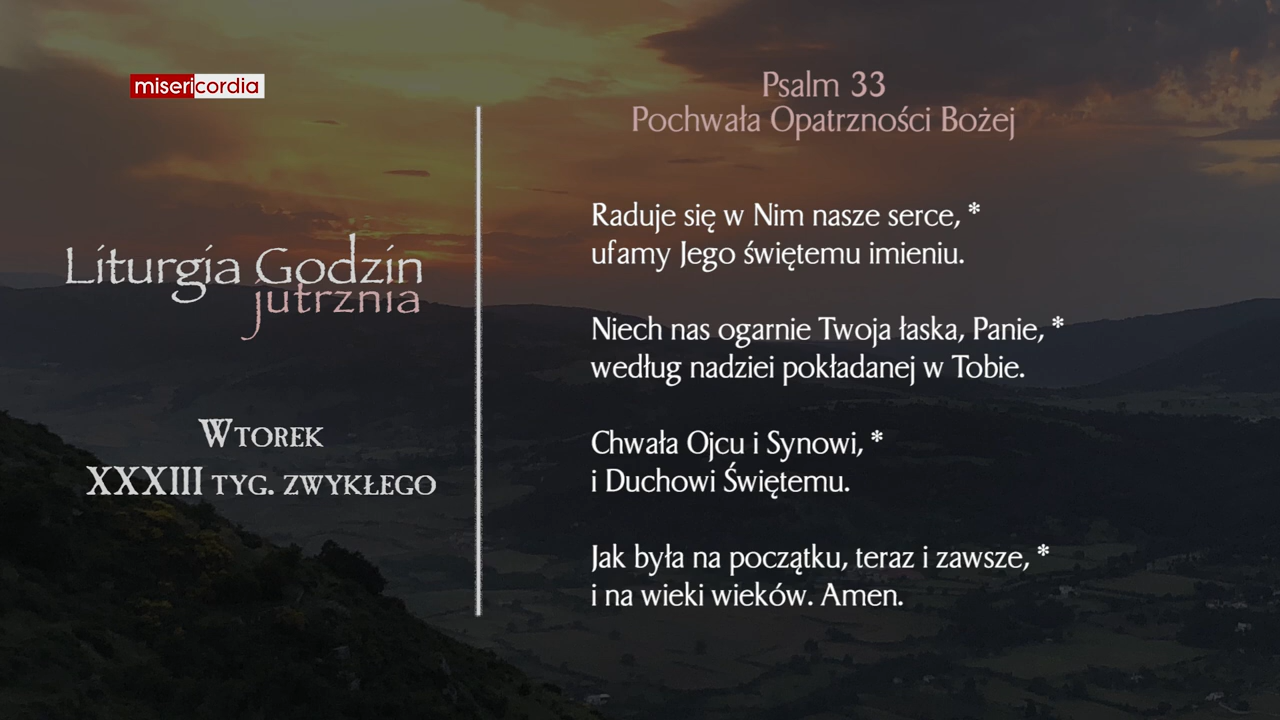 misericordia
Liturgia Godzin
jutrznia
Wtorek
XXXIII tyg. zwykłego
Psalm 33
Pochwała Opatrzności Bożej
Raduje się w Nim nasze serce, *
ufamy Jego świętemu imieniu.
Niech nas ogarnie Twoja łaska, Panie, *
według nadziei pokładanej w Tobie.
Chwała Ojcu i Synowi, *
i Duchowi Świętemu.
Jak była na początku, teraz i zawsze, *
i na wieki wieków. Amen.